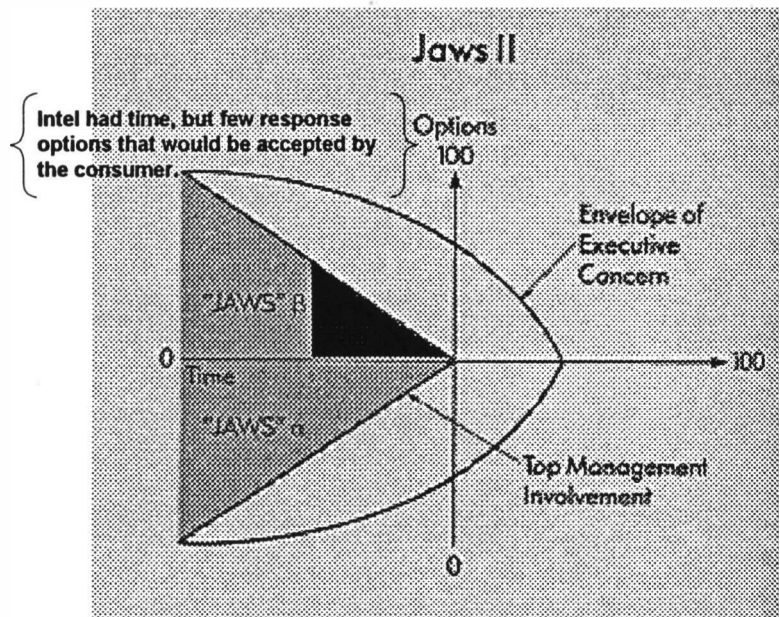 Jaws II
Intel had time, but few response
options that would be accepted by
the consumer.
Options
100
Envelope of
Executive
Concern
"JAWS" β
0
Time
100
"JAWS" α
Top Management
Involvement
0